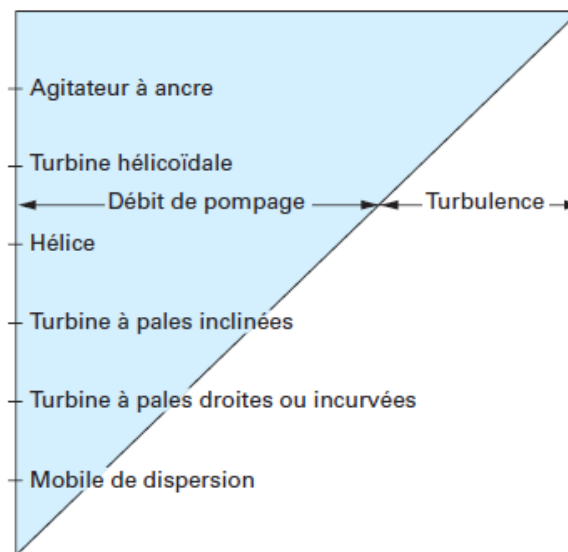 Agitateur à ancre
Turbine hélicoïdale
Débit de pompage
Turbulence
Hélice
Turbine à pales inclinées
Turbine à pales droites ou incurvées
Mobile de dispersion